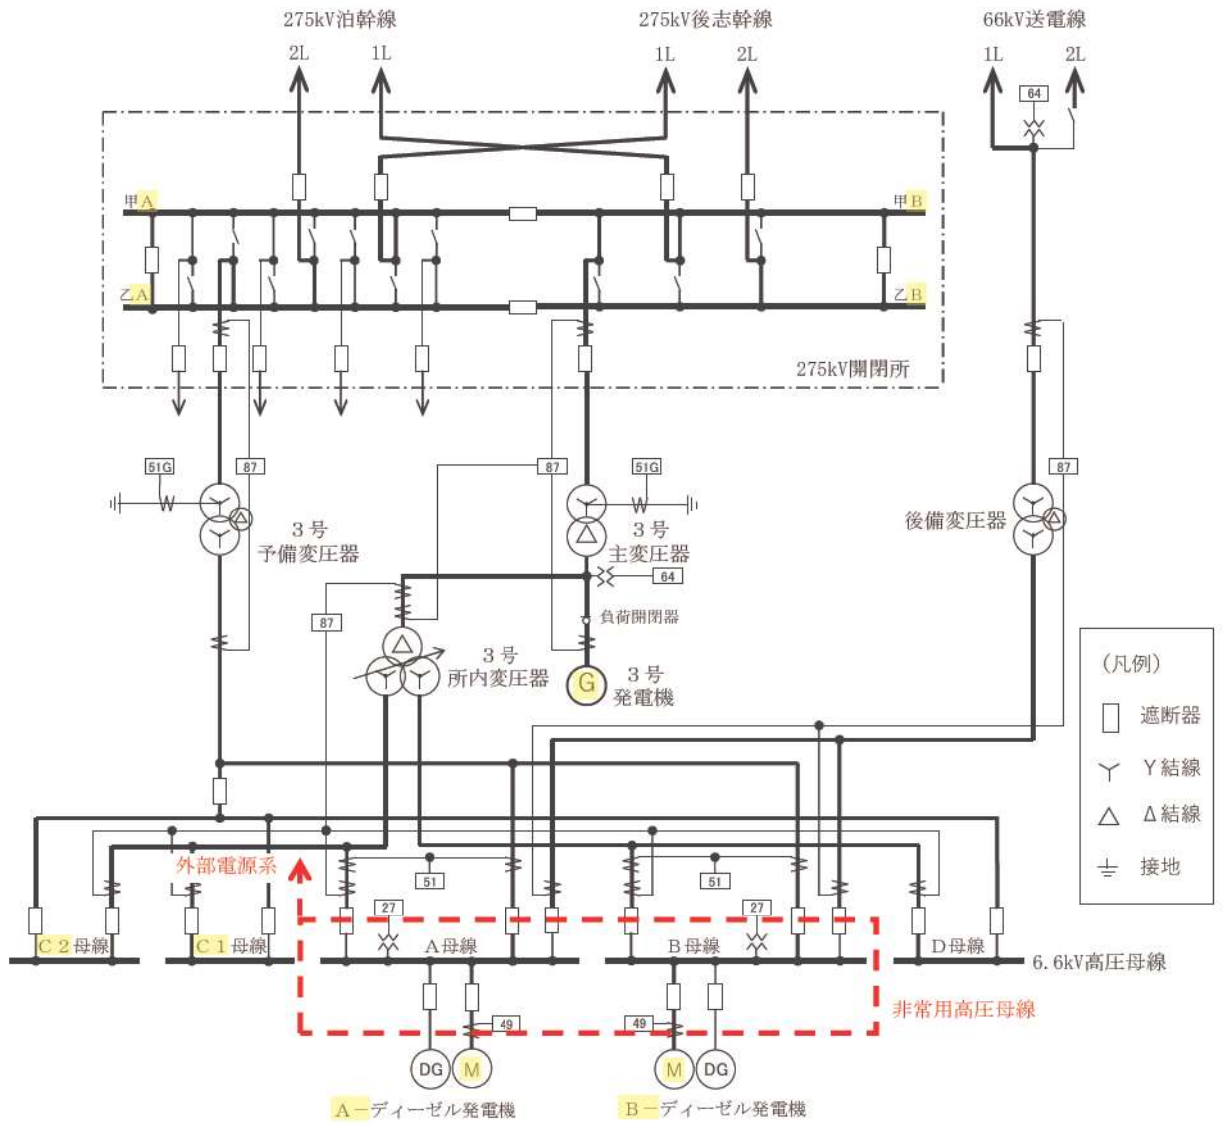 275kV泊幹線
275kV後志幹線
66kV送電線
2L
1L
1L
2L
1L
2L
64
甲A
甲B
乙A
乙B
275kV開閉所
51G
87
87
51G
87
3号
予備変圧器
3号
主変圧器
後備変圧器
64
負荷開閉器
87
3号
所内変圧器
G
3号
発電機
(凡例)
遮断器
Y結線
Δ結線
接地
外部電源系
51
51
27
27
C2母線
C1母線
A母線
B母線
D母線
6.6kV高圧母線
非常用高圧母線
49
49
DG
M
M
DG
A-ディーゼル発電機
B-ディーゼル発電機